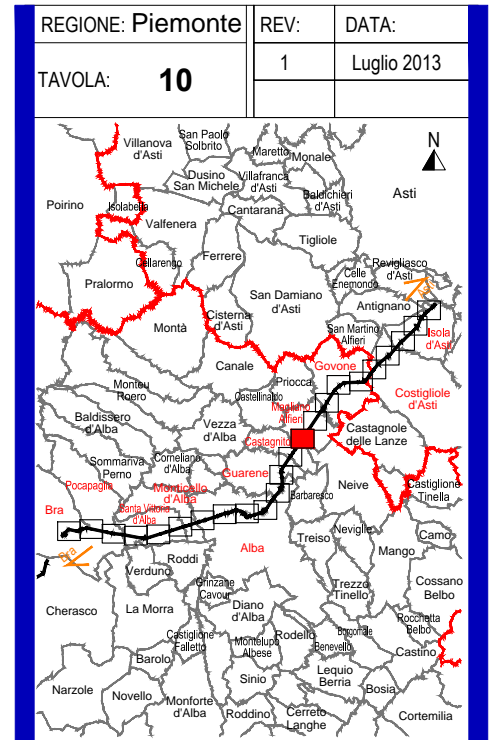 REGIONE: Piemonte
REV:
DATA:
TAVOLA: 10
1
Luglio 2013
N
Villanova
d'Asti
San Paolo
Solbrito
Maretto
Monale
Dusino
San Michele
Villafranca
d'Asti
Baldichieri
d'Asti
Asti
Poirino
Isolabella
Valfenera
Cantarana
Tigliole
Cellarengo
Ferrere
Revigliasco
d'Asti
Celle
Enemondo
Pralormo
San Damiano
d'Asti
Antignano
Montà
Cisterna
d'Asti
San Martino
Alfieri
Isola
d'Asti
Canale
Govone
Priocca
Monteu
Roero
Castellinaldo
Costigliole
d'Asti
Magliano
Alfieri
Baldissero
d'Alba
Vezza
d'Alba
Castagnito
Castagnole
delle Lanze
Sommariva
Perno
Corneliano
d'Alba
Guarene
Pocapaglia
Monticello
d'Alba
Neive
Castiglione
Tinella
Barbaresco
Bra
Santa Vittoria
d'Alba
Alba
Treiso
Neviglie
Camo
Mango
Bra
Roddi
Verduno
Grinzane
Cavour
Trezzo
Tinello
Cossano
Belbo
Cherasco
La Morra
Diano
d'Alba
Rocchetta
Belbo
Castiglione
Falletto
Montelupo
Albese
Rodello
Borgomale
Benevello
Castino
Barolo
Lequio
Berria
Sinio
Bosia
Narzole
Novello
Monforte
d'Alba
Roddino
Cerreto
Langhe
Cortemilia